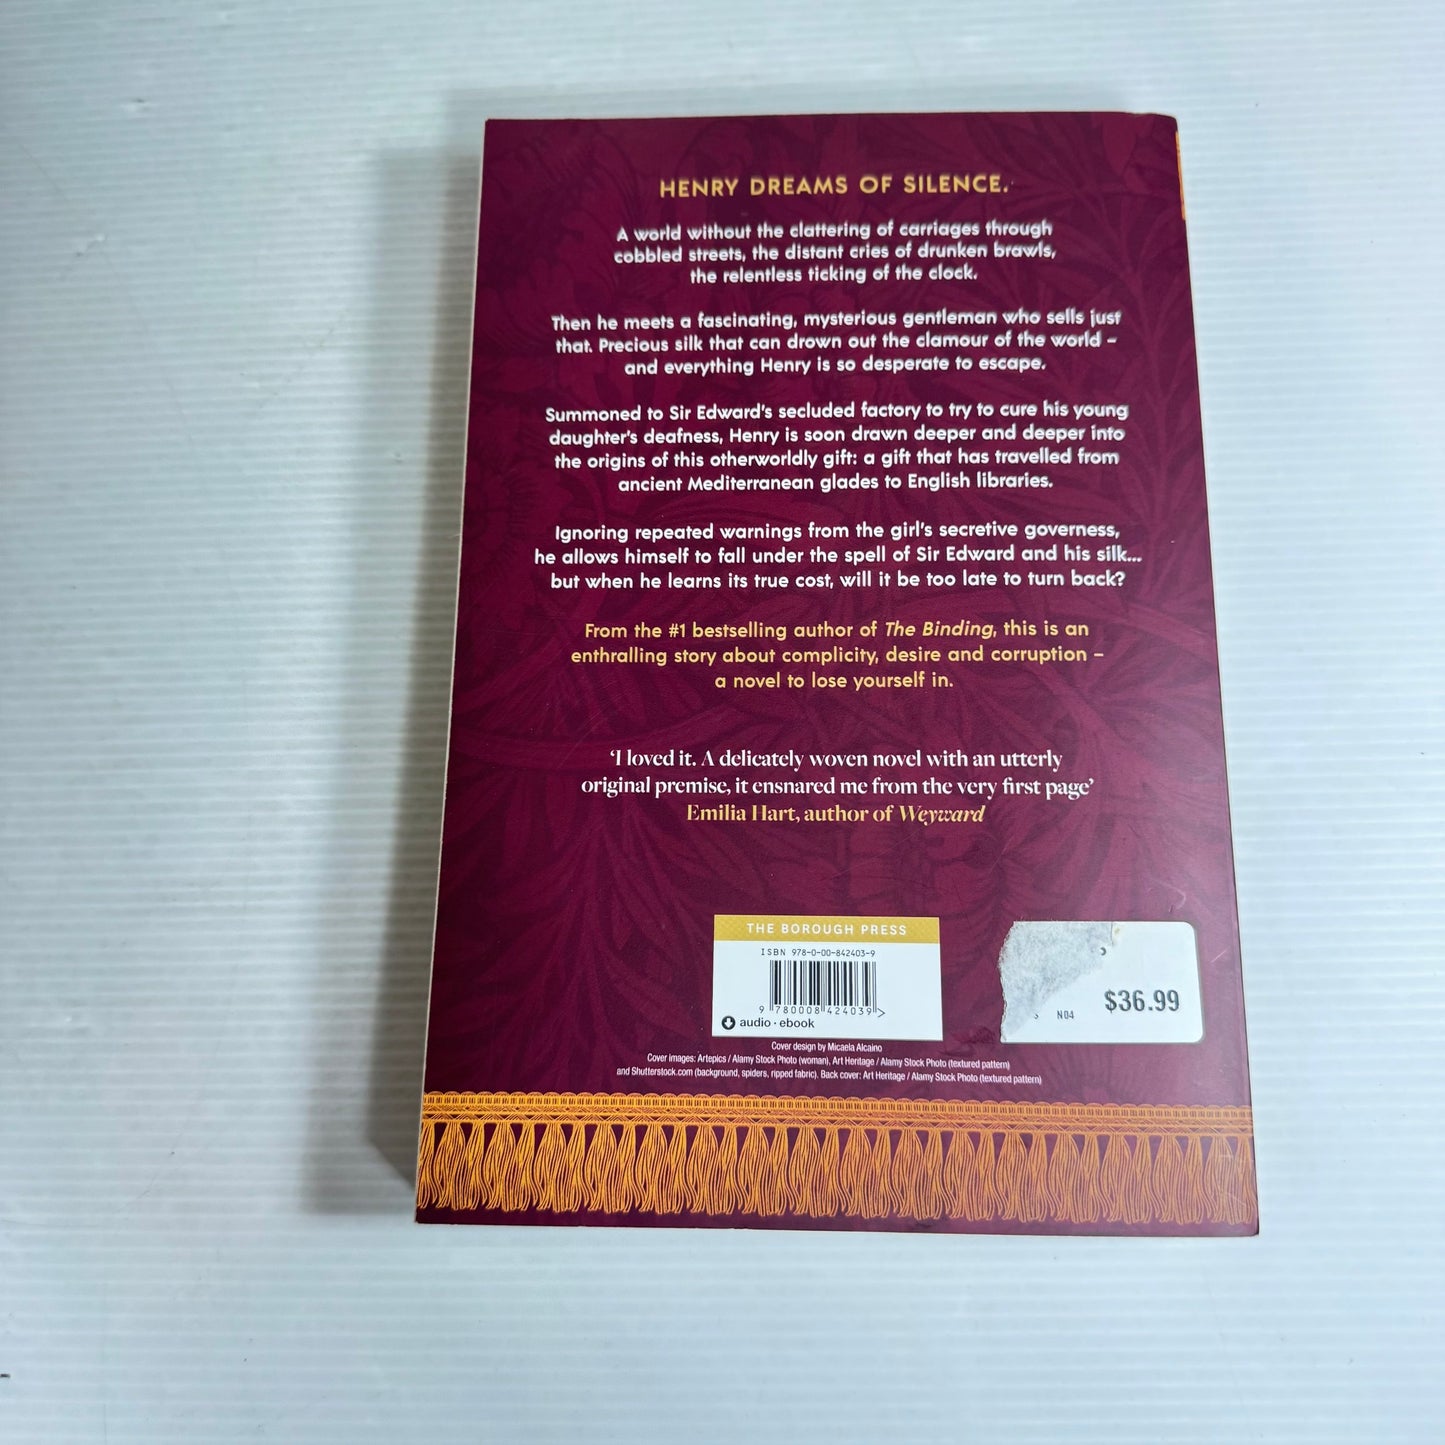 HENRY DREAMS OF SILENCE.
A world without the clattering of carriages through
cobbled streets, the distant cries of drunken brawls,
the relentless ticking of the clock.
Then he meets a fascinating, mysterious gentleman who sells just
that. Precious silk that can drown out the clamour of the world –
and everything Henry is so desperate to escape.
Summoned to Sir Edward's secluded factory to try to cure his young
daughter's deafness, Henry is soon drawn deeper and deeper into
the origins of this otherworldly gift: a gift that has travelled from
ancient Mediterranean glades to English libraries.
Ignoring repeated warnings from the girl's secretive governess,
he allows himself to fall under the spell of Sir Edward and his silk...
but when he learns its true cost, will it be too late to turn back?
From the #1 bestselling author of The Binding, this is an
enthralling story about complicity, desire and corruption –
a novel to lose yourself in.
'I loved it. A delicately woven novel with an utterly
original premise, it ensnared me from the very first page'
Emilia Hart, author of Weyward
THE BOROUGH PRESS
ISBN 978-0-00-842403-9
9 780008 424039 >
audio · ebook
$36.99
N04
Cover design by Micaela Alcaino
Cover images: Artepics / Alamy Stock Photo (woman), Art Heritage / Alamy Stock Photo (textured pattern)
and Shutterstock.com (background, spiders, ripped fabric). Back cover: Art Heritage / Alamy Stock Photo (textured pattern)